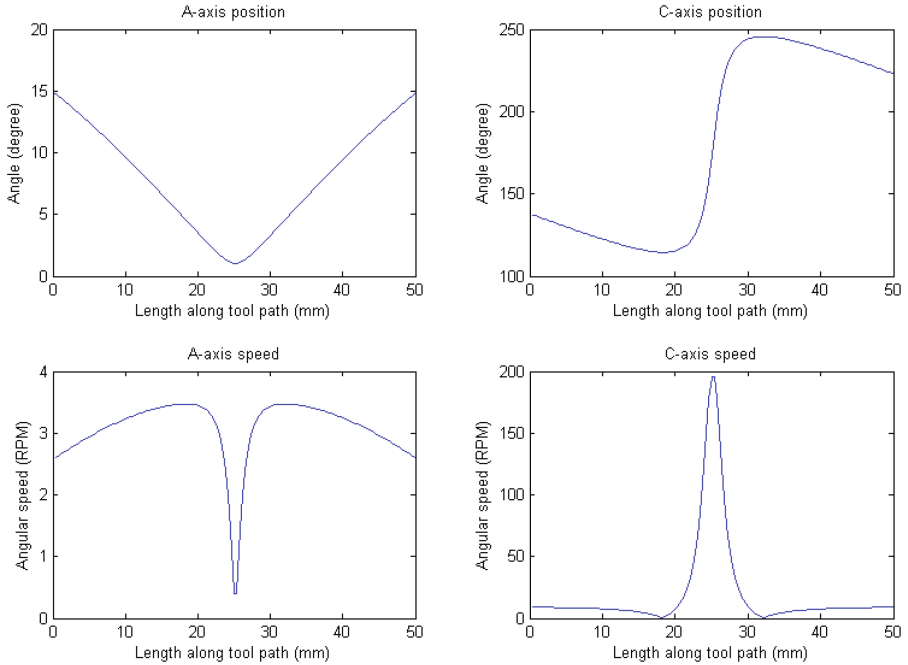 A-axis position
20
15
10
5
0
Angle (degree)
0 10 20 30 40 50
Length along tool path (mm)
C-axis position
250
200
150
100
Angle (degree)
0 10 20 30 40 50
Length along tool path (mm)
A-axis speed
4
3
2
1
0
Angular speed (RPM)
0 10 20 30 40 50
Length along tool path (mm)
C-axis speed
200
150
100
50
0
Angular speed (RPM)
0 10 20 30 40 50
Length along tool path (mm)